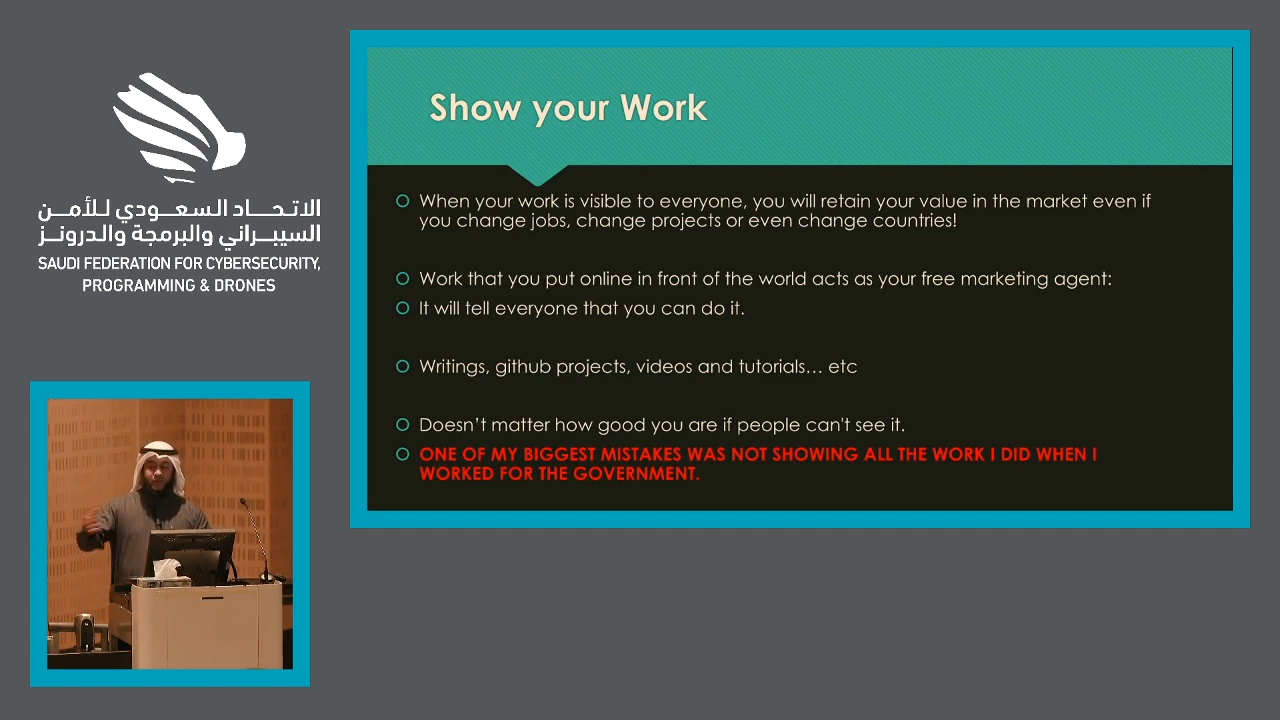 الاتحاد السعودي للأمن
السيبراني والبرمجة والدرونز
SAUDI FEDERATION FOR CYBERSECURITY,
PROGRAMMING & DRONES
Show your Work
When your work is visible to everyone, you will retain your value in the market even if
you change jobs, change projects or even change countries!
Work that you put online in front of the world acts as your free marketing agent:
It will tell everyone that you can do it.
Writings, github projects, videos and tutorials… etc
Doesn't matter how good you are if people can't see it.
ONE OF MY BIGGEST MISTAKES WAS NOT SHOWING ALL THE WORK I DID WHEN I
WORKED FOR THE GOVERNMENT.